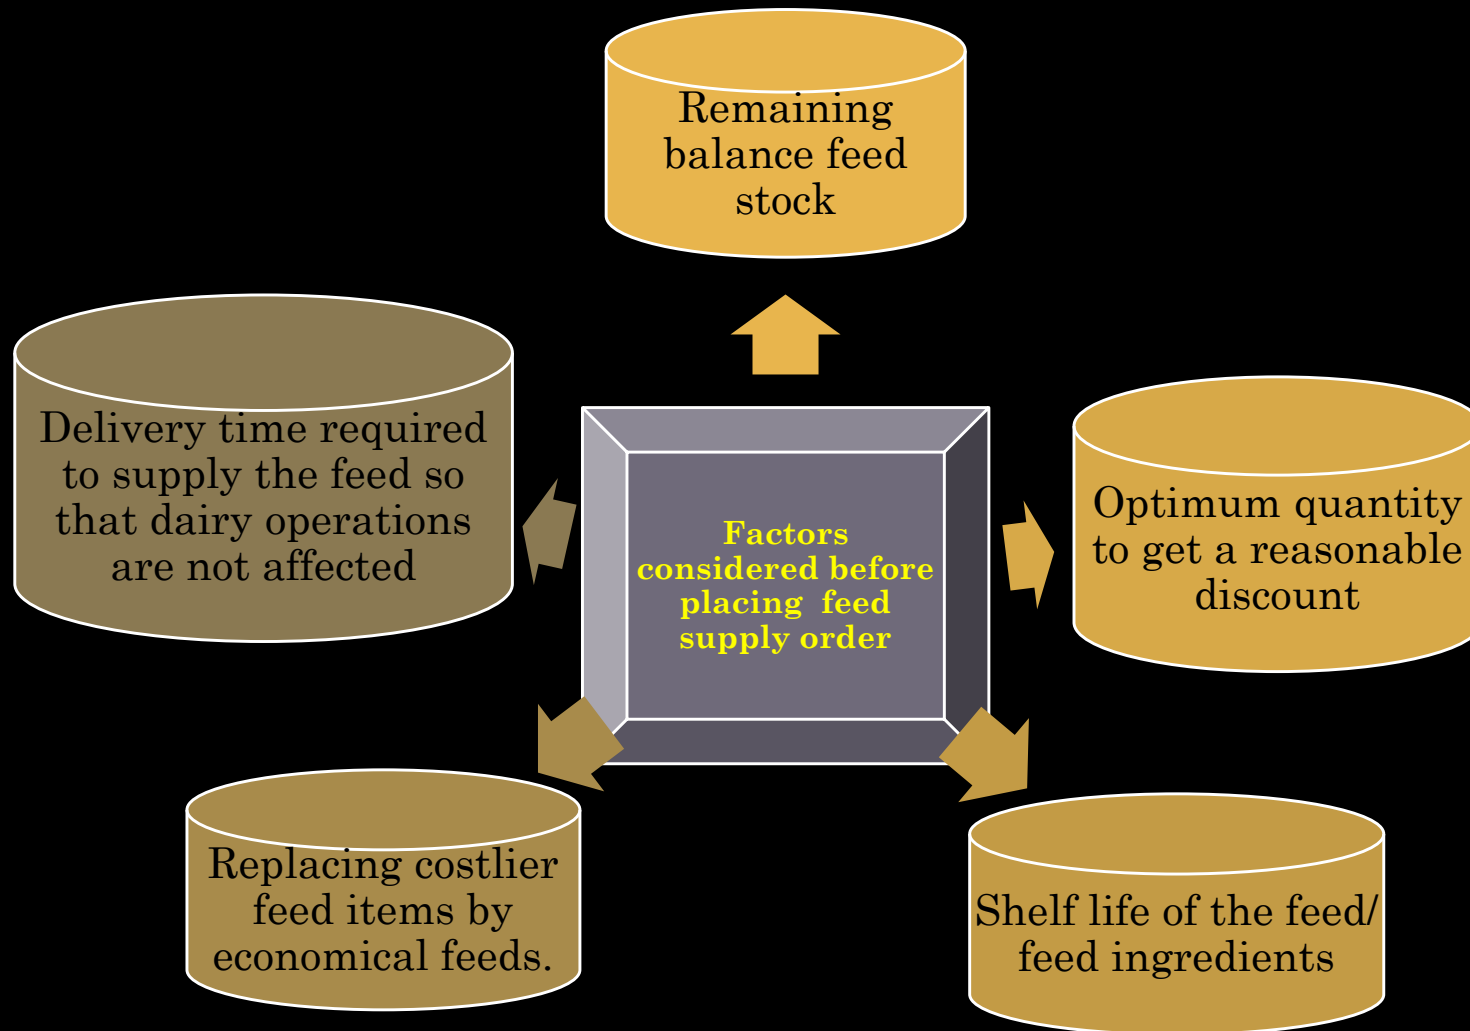 Remaining
balance feed
stock
Delivery time required
to supply the feed so
that dairy operations
are not affected
Factors
considered before
placing feed
supply order
Optimum quantity
to get a reasonable
discount
Replacing costlier
feed items by
economical feeds.
Shelf life of the feed/
feed ingredients